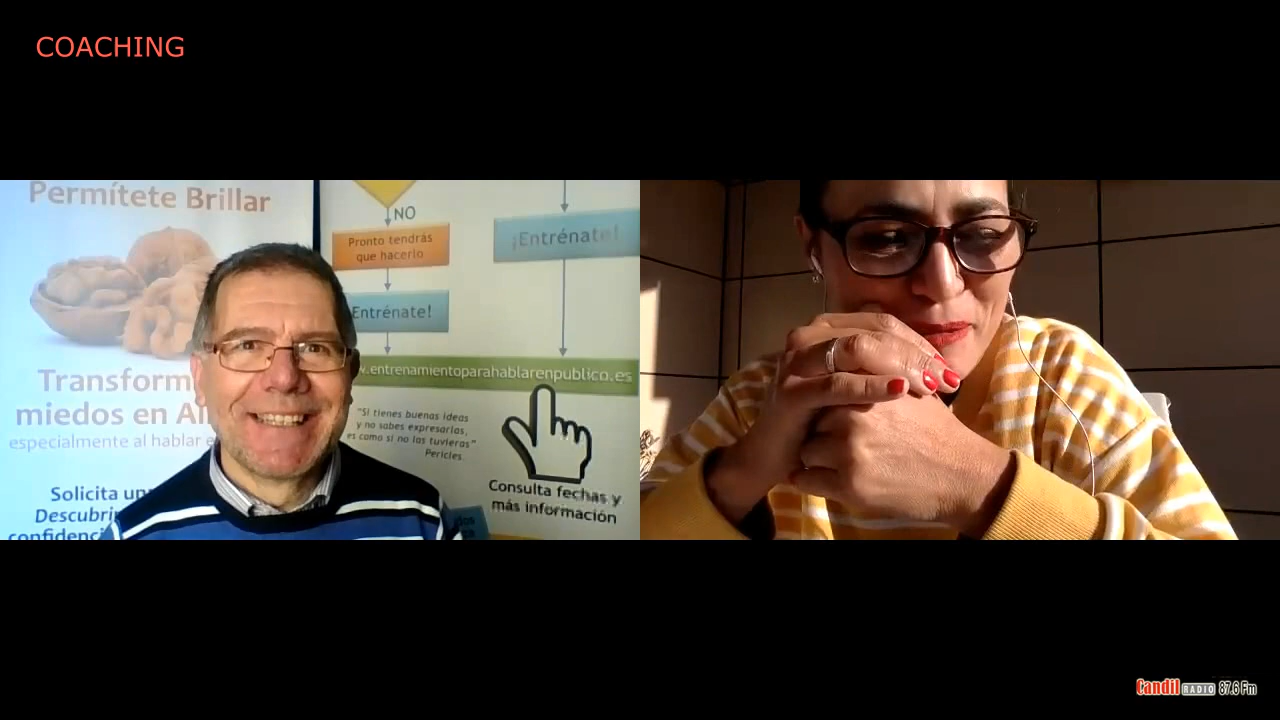 COACHING
Permítete Brillar
NO
Pronto tendrás
que hacerlo
¡Entrénate!
Entrénate!
w.entrenamientoparahablarenpublico.es
Transform
miedos en Al
especialmente al hablar e
"Si tienes buenas ideas
y no sabes expresarlas,
es como si no las tuvieras"
Pericles
Solicita un
Descubri
confidenc
Consulta fechas y
más información
Candil RADIO 87.6 Fm